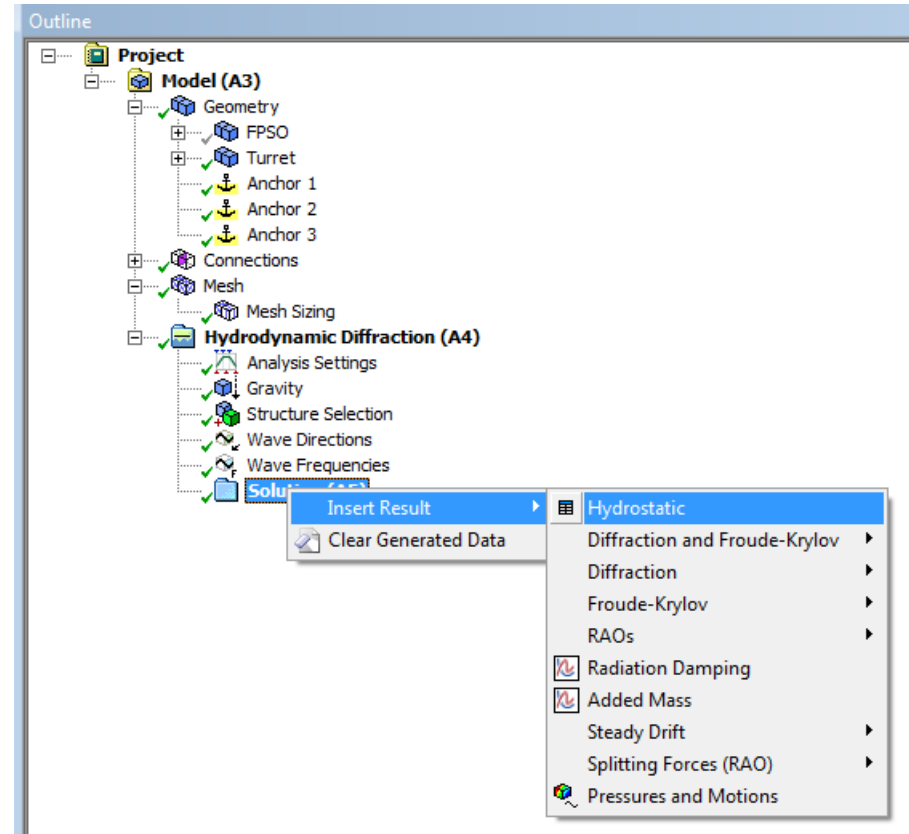 Outline
Project
Model (A3)
Geometry
FPSO
Turret
Anchor 1
Anchor 2
Anchor 3
Connections
Mesh
Mesh Sizing
Hydrodynamic Diffraction (A4)
Analysis Settings
Gravity
Structure Selection
Wave Directions
Wave Frequencies
Solution (A5)
Insert Result
Clear Generated Data
Hydrostatic
Diffraction and Froude-Krylov
Diffraction
Froude-Krylov
RAOs
Radiation Damping
Added Mass
Steady Drift
Splitting Forces (RAO)
Pressures and Motions